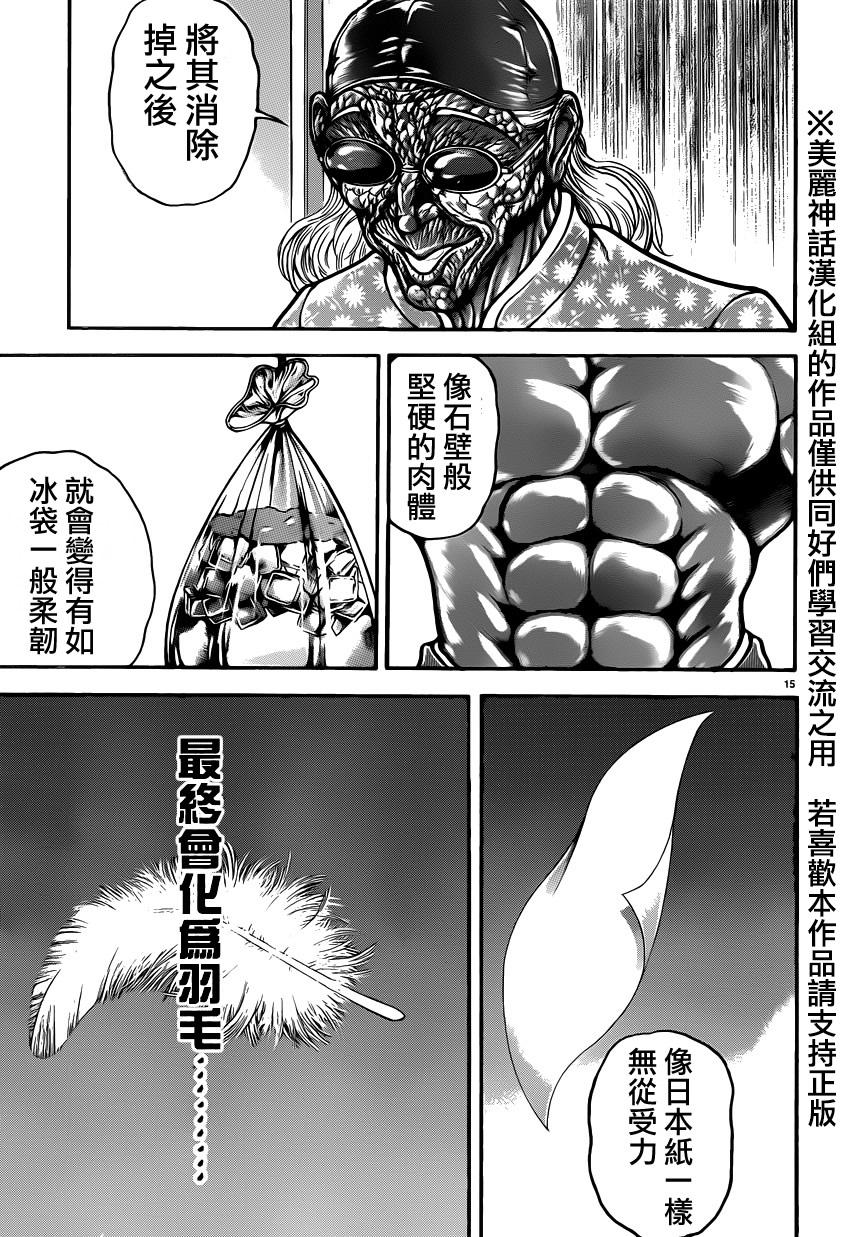 將其消除
掉之後
像石壁般
堅硬的肉體
就會變得有如
冰袋一般柔韌
15
像日本紙一樣
無從受力
最終會化為羽毛…………
※美麗神話漢化組的作品僅供同好們學習交流之用 若喜歡本作品請支持正版